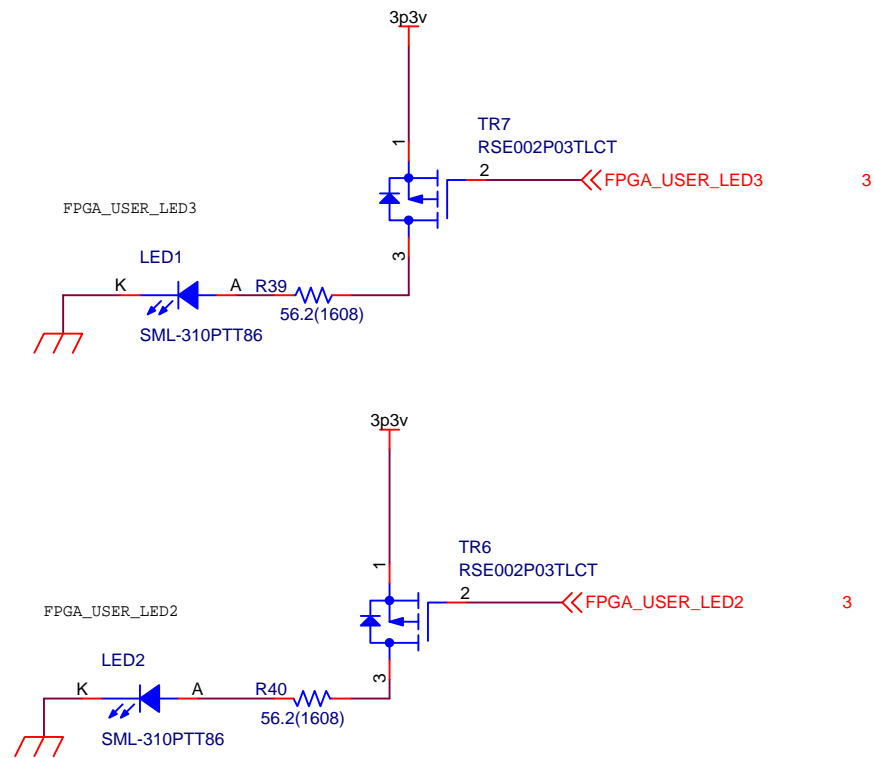 3p3v
TR7
RSE002P03TLCT
1
2
FPGA_USER_LED3 3
FPGA_USER_LED3
3
LED1
K A R39
56.2(1608)
SML-310PTT86
3p3v
TR6
RSE002P03TLCT
1
2
FPGA_USER_LED2 3
FPGA_USER_LED2
3
LED2
K A R40
56.2(1608)
SML-310PTT86